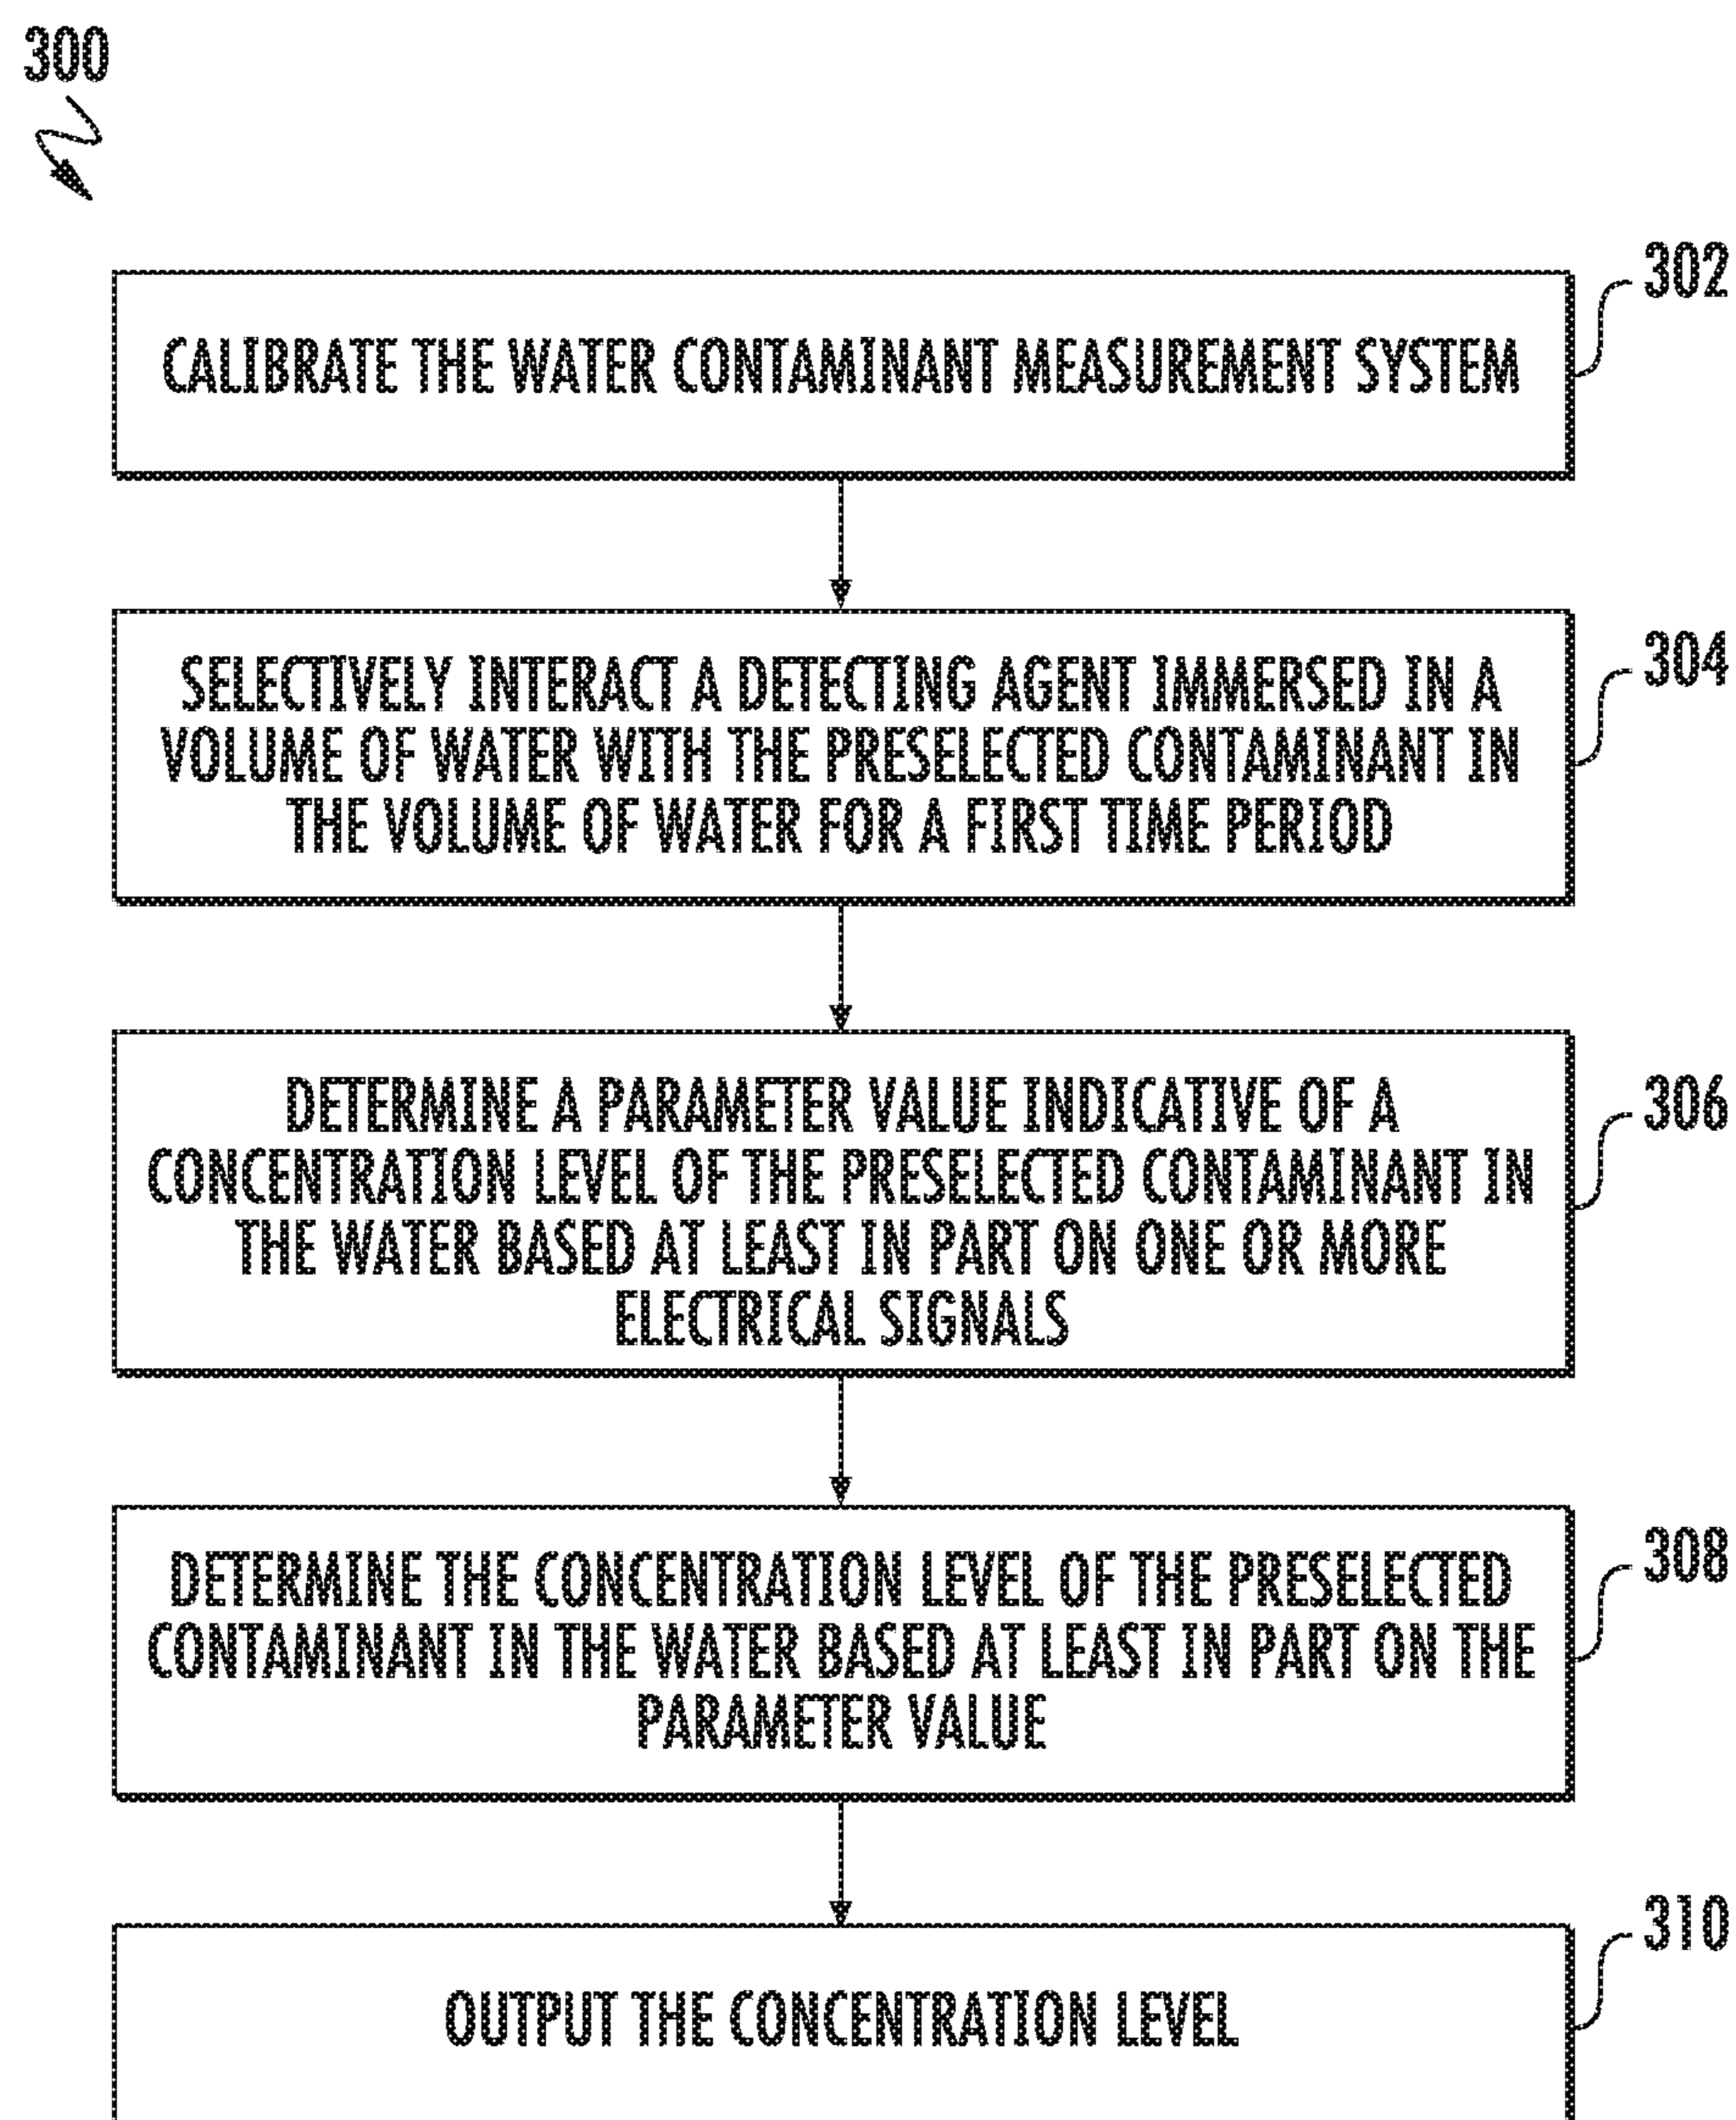 300
302
CALIBRATE THE WATER CONTAMINANT MEASUREMENT SYSTEM
304
SELECTIVELY INTERACT A DETECTING AGENT IMMERSED IN A
VOLUME OF WATER WITH THE PRESELECTED CONTAMINANT IN
THE VOLUME OF WATER FOR A FIRST TIME PERIOD
306
DETERMINE A PARAMETER VALUE INDICATIVE OF A
CONCENTRATION LEVEL OF THE PRESELECTED CONTAMINANT IN
THE WATER BASED AT LEAST IN PART ON ONE OR MORE
ELECTRICAL SIGNALS
308
DETERMINE THE CONCENTRATION LEVEL OF THE PRESELECTED
CONTAMINANT IN THE WATER BASED AT LEAST IN PART ON THE
PARAMETER VALUE
310
OUTPUT THE CONCENTRATION LEVEL